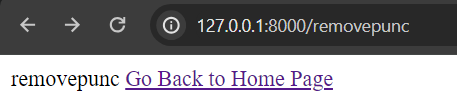 127.0.0.1:8000/removepunc
removepunc Go Back to Home Page